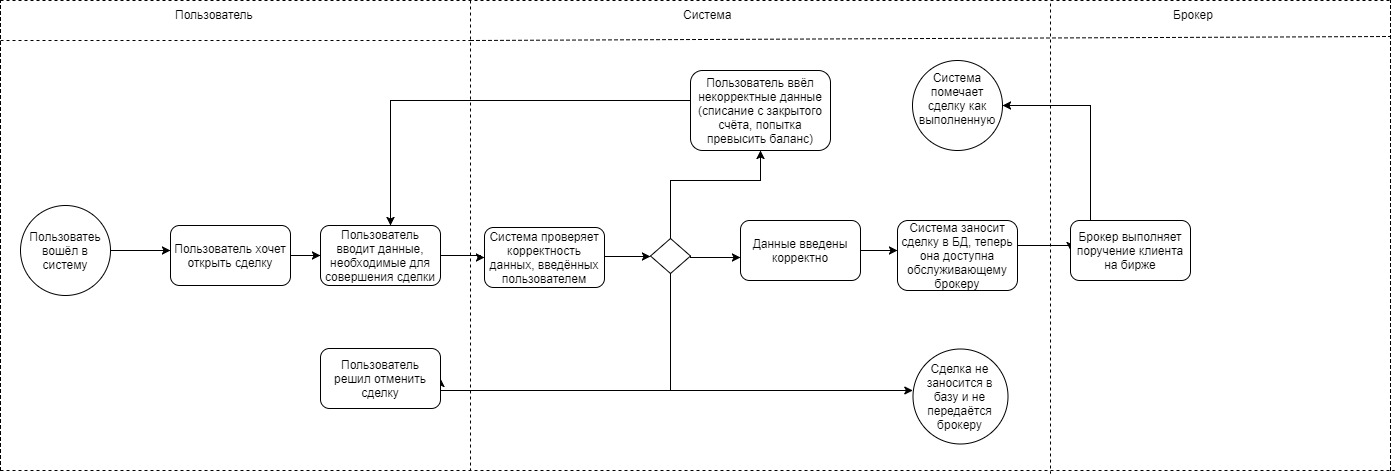 Пользователь
Система
Брокер
Пользователь ввёл
некорректные данные
(списание с закрытого
счёта, попытка
превысить баланс)
Система
помечает
сделку как
выполненную
Пользоватеь
вошёл в
систему
Пользователь хочет
открыть сделку
Пользователь
вводит данные,
необходимые для
совершения сделки
Система проверяет
корректность
данных, введённых
пользователем
Данные введены
корректно
Система заносит
сделку в БД, теперь
она доступна
обслуживающему
брокеру
Брокер выполняет
поручение клиента
на бирже
Пользователь
решил отменить
сделку
Сделка не
заносится в
базу и не
передаётся
брокеру